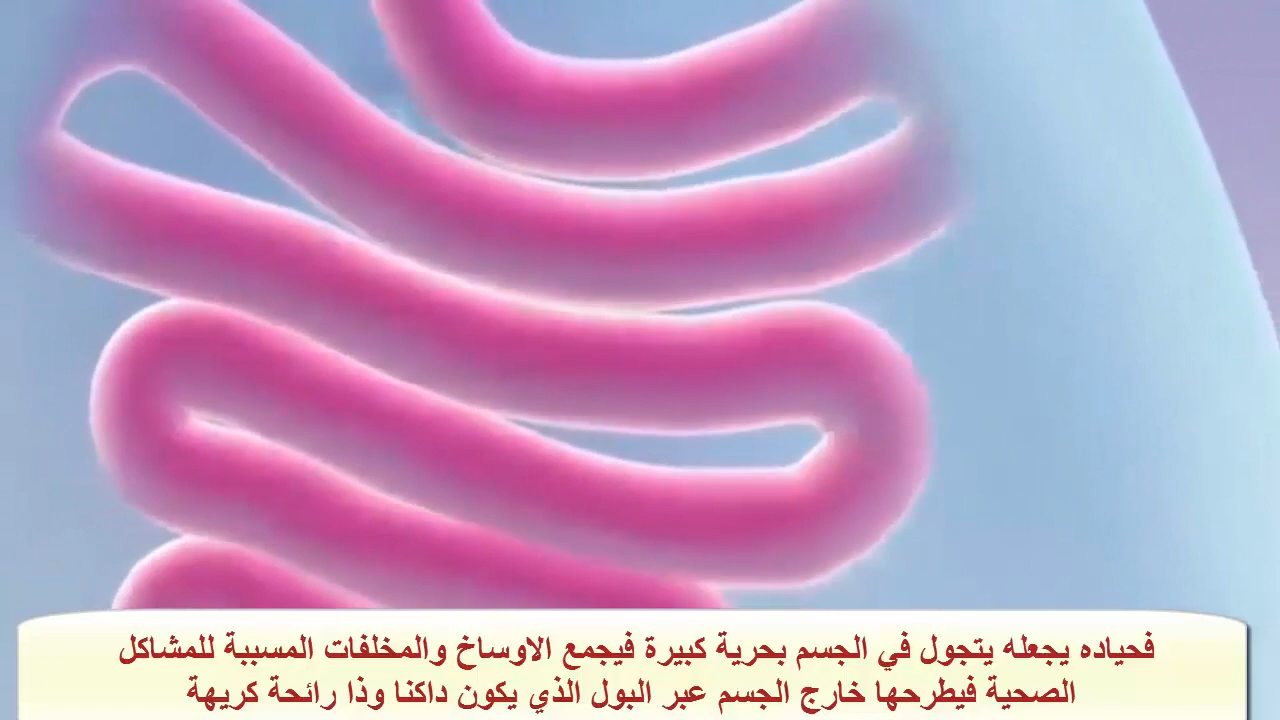 فحياده يجعله يتجول في الجسم بحرية كبيرة فيجمع الاوساخ والمخلفات المسببة للمشاكل
الصحية فيطرحها خارج الجسم عبر البول الذي يكون داكنا وذا رائحة كريهة